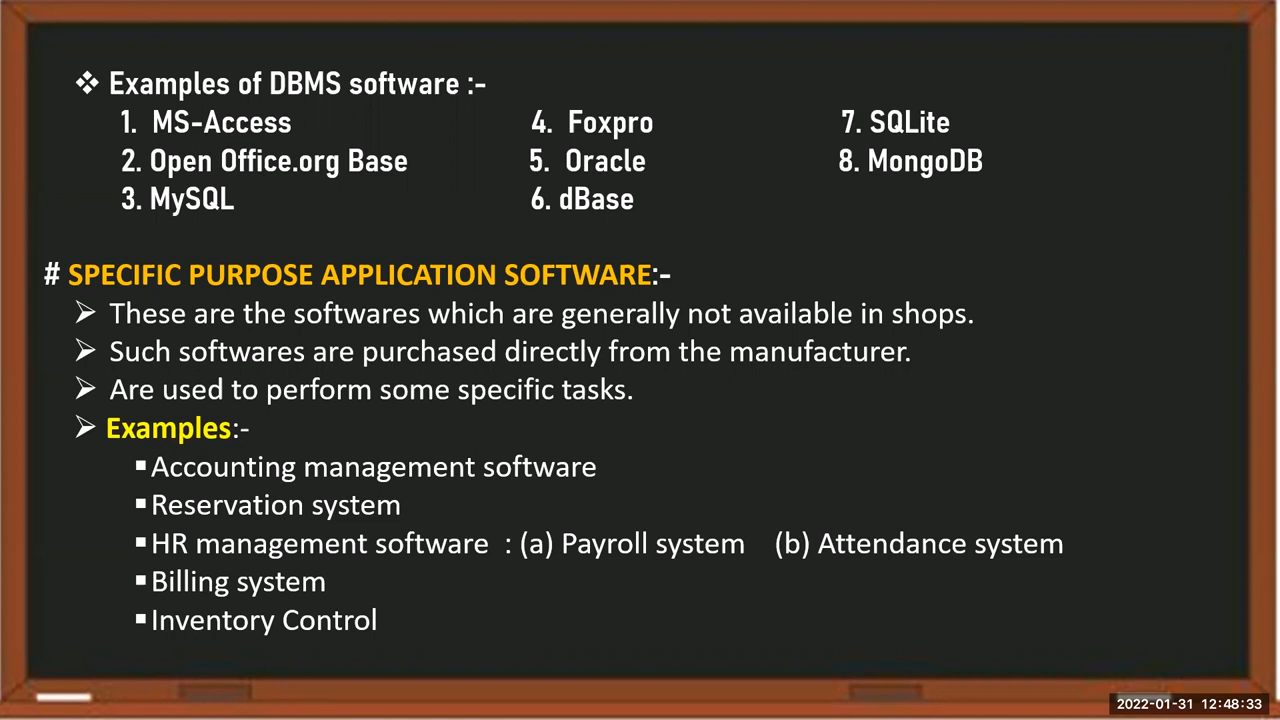 ❖ Examples of DBMS software :-
1. MS-Access 4. Foxpro 7. SQLite
2. Open Office.org Base 5. Oracle 8. MongoDB
3. MySQL 6. dBase
# SPECIFIC PURPOSE APPLICATION SOFTWARE:-
➢ These are the softwares which are generally not available in shops.
➢ Such softwares are purchased directly from the manufacturer.
➢ Are used to perform some specific tasks.
➢ Examples:-
▪ Accounting management software
▪ Reservation system
▪ HR management software : (a) Payroll system (b) Attendance system
▪ Billing system
▪ Inventory Control
2022-01-31 12:48:33